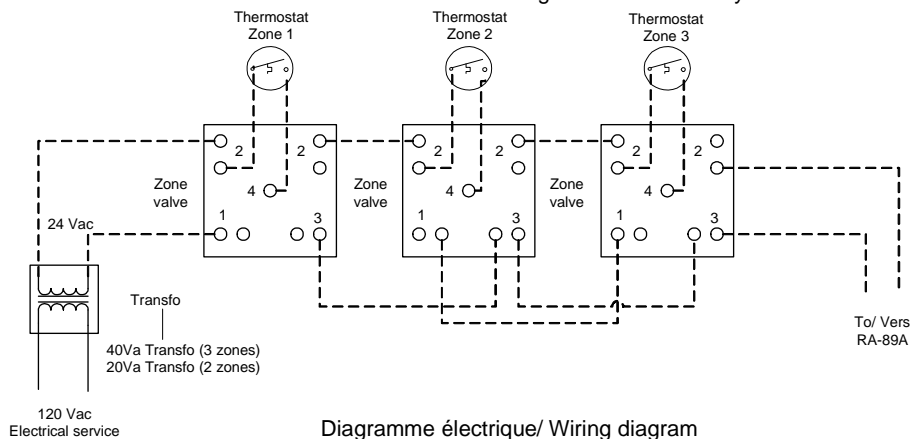 Thermostat
Zone 1
Thermostat
Zone 2
Thermostat
Zone 3
2
2
2
2
2
2
Zone
valve
4
Zone
valve
4
Zone
valve
4
24 Vac
1
3
1
3
1
3
Transfo
40Va Transfo (3 zones)
20Va Transfo (2 zones)
To/ Vers
RA-89A
120 Vac
Electrical service
Diagramme électrique/ Wiring diagram